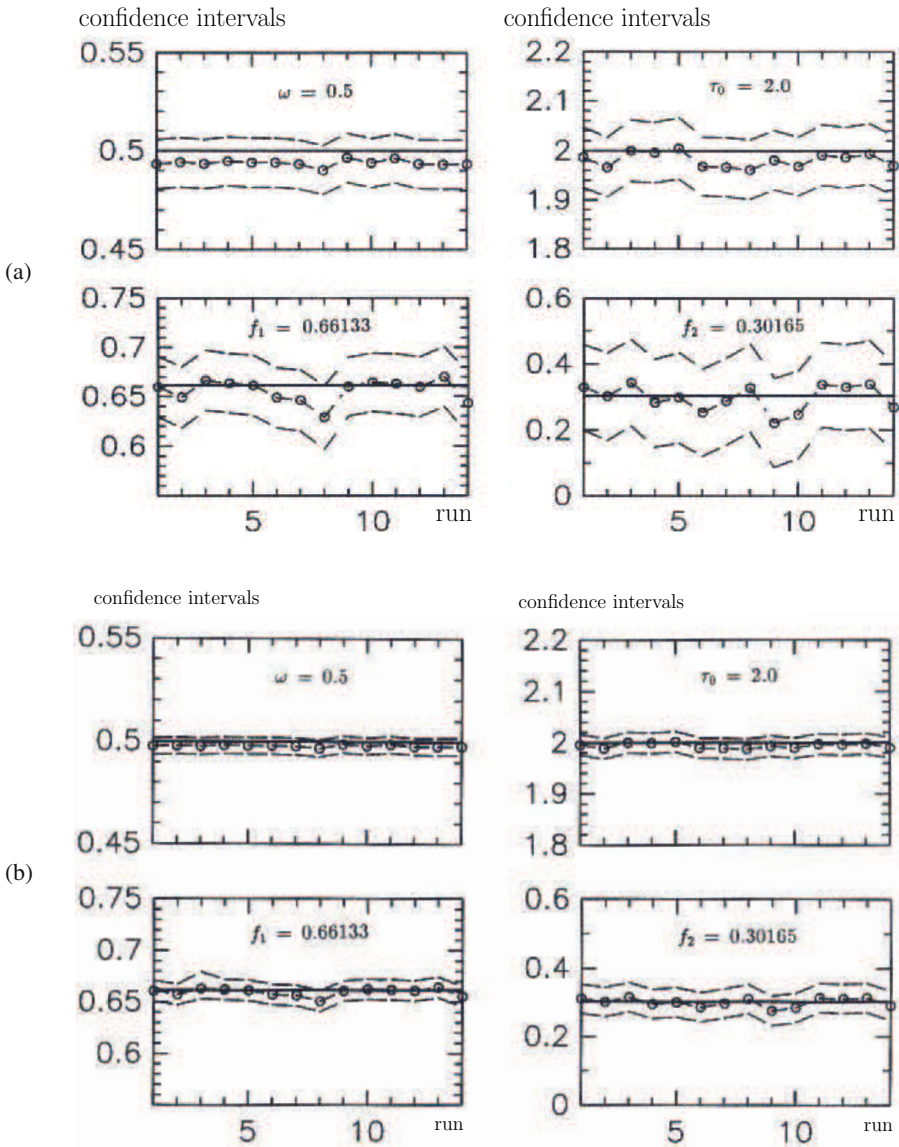 confidence intervals
confidence intervals
0.55
0.5
0.45
ω = 0.5
2.2
2.1
2
1.9
1.8
τ₀ = 2.0
(a)
0.75
0.7
0.65
0.6
f₁ = 0.66133
5
10
run
0.6
0.4
0.2
0
f₂ = 0.30165
5
10
run
confidence intervals
confidence intervals
0.55
0.5
0.45
ω = 0.5
2.2
2.1
2
1.9
1.8
τ₀ = 2.0
(b)
0.75
0.7
0.65
0.6
f₁ = 0.66133
5
10
run
0.6
0.4
0.2
0
f₂ = 0.30165
5
10
run